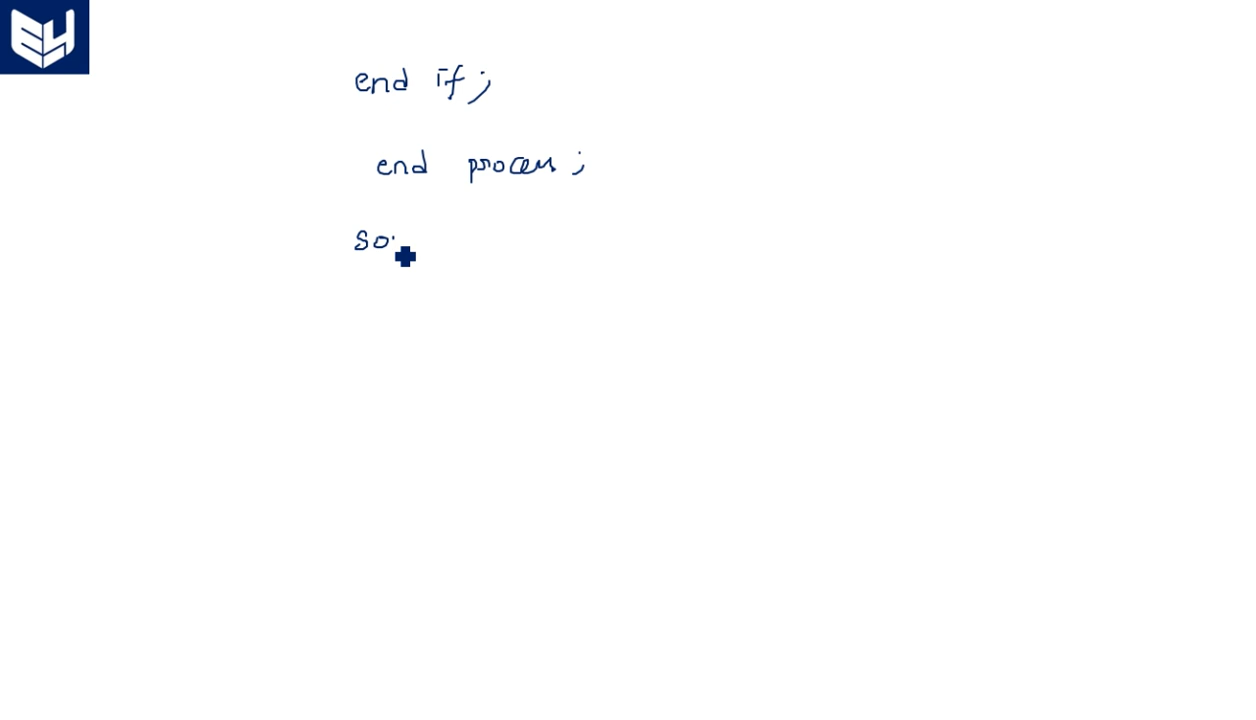 end if;
end process;
so